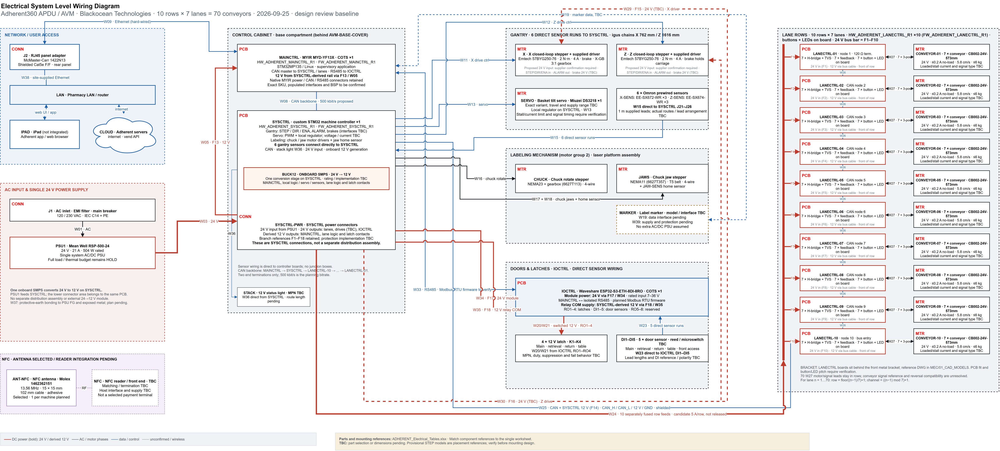 Electrical System Level Wiring Diagram
Adherent360 APDU / AVM · Blackocean Technologies · 10 rows × 7 lanes = 70 conveyors · 2026-09-25 · design review baseline
W09 · Ethernet (hard-wired)
NETWORK / USER ACCESS
CONN
J2 · RJ45 panel adapter
McMaster-Carr 1422N13
Shielded Cat5e F/F · rear panel
W38 · site-supplied Ethernet
LAN · Pharmacy LAN / router
web UI / app
internet
IPAD · iPad (not integrated)
Adherent app / web browser
CLOUD · Adherent servers
internet · vend API
AC INPUT & SINGLE 24 V POWER SUPPLY
CONN
J1 · AC inlet · EMI filter · main breaker
120 / 230 VAC · IEC C14 + PE
W01 · AC
PSU1 · Mean Well RSP-500-24
24 V · 21 A · 504 W rated
Single system AC/DC PSU
Full load / thermal budget remains HOLD
One onboard SMPS converts 24 V to 12 V on SYSCTRL.
PSU1 feeds SYSCTRL; the lower connector area belongs to the same PCB.
No separate distribution assembly or external 24→12 V module.
W37: protective-earth bonding to PSU FG and exposed metal; plan pending.
NFC · ANTENNA SELECTED / READER INTEGRATION PENDING
ANT-NFC · NFC antenna · Molex
1462362151
13.56 MHz · 15 × 15 mm
102 mm cable · adhesive
Selected · 1 per machine planned
RF
NFC · NFC reader / front end · TBC
Matching / termination TBC
Host interface and supply TBC
Not a selected payment terminal
CONTROL CABINET · base compartment (behind AVM-BASE-COVER)
PCB
MAINCTRL · MYIR MYD-YF13X · COTS ×1
HW_ADHERENT_MAINCTRL_R1 · FW_ADHERENT_MAINCTRL_R1
STM32MP135 / Linux · supervisory application
CAN master to SYSCTRL / lanes · RS485 to IOCTRL
12 V from SYSCTRL-derived rail via F13 / W05
Native MYIR power / CAN / RS485 connectors retained
Exact SKU, populated interfaces and BSP to be confirmed
W08 · CAN backbone · 500 kbit/s proposed
PCB
SYSCTRL · custom STM32 machine controller ×1
HW_ADHERENT_SYSCTRL_R1 · FW_ADHERENT_SYSCTRL_R1
Gantry: STEP / DIR / ENA, ALARM, brakes (interfaces TBC)
Servo: PWM + local regulator; voltage / current TBC
Labeling: chuck / jaw motor drivers + jaw home sensor
6 gantry sensors connect directly to SYSCTRL
CAN · stack light W36 · 24 V input · onboard 12 V generation
W05 · F13 · 12 V
BUCK12 · ONBOARD SMPS · 24 V → 12 V
One conversion stage on SYSCTRL · rating / implementation TBC
MAINCTRL, local logic / servo / sensors, lane logic and latch contacts
CONN
W03 · 24 V
W36
SYSCTRL-PWR · SYSCTRL power connectors
24 V input from PSU1 · 24 V outputs: lanes, drives (TBC), IOCTRL
Derived 12 V outputs: MAINCTRL, lane logic and latch contacts
Branch references F1–F18 retained; protection implementation TBC
These are SYSCTRL connections, not a separate distribution assembly.
Sensor wiring is direct to controller boards; no junction boxes.
CAN backbone: MAINCTRL → SYSCTRL → LANECTRL-10 → ... → LANECTRL-01.
Two end terminations only; 500 kbit/s is the planning bitrate.
STACK · 12 V status light · MPN TBC
W36 direct from SYSCTRL · route length
pending
W29 · F15 · 24 V (TBC) · X drive
W19 · marker data, TBC
W12 · Z drive ctrl
GANTRY · 6 DIRECT SENSOR RUNS TO SYSCTRL · igus chains X 762 mm / Z 1616 mm
MTR
X · X closed-loop stepper + supplied driver
Emtech 57BYG250-76 · 2 N·m · 4 A · brake · X-GB
3:1 gearbox
Proposed 24 V input: supplier confirmation required ·
STEP/DIR/ENA in · ALARM out · brake 24 V (TBC)
MTR
Z · Z closed-loop stepper + supplied driver
Emtech 57BYG250-76 · 2 N·m · 4 A · brake holds
carriage
Proposed 24 V input: supplier confirmation required ·
STEP/DIR/ENA in · ALARM out · brake 24 V (TBC)
W11 · X drive ctrl
W13 · servo
MTR
SERVO · Basket tilt servo · Miuzei DS3218 ×1
Exact variant, travel and supply range TBC
Local regulator on SYSCTRL · W13
Stall/current limit and signal timing require verification
6 × Omron prewired sensors
X-SENS: EE-SX672-WR ×3 · Z-SENS: EE-SX674-
WR ×3
W15 direct to SYSCTRL J21–J26
1 m supplied leads; actual routes / lead arrangement
TBC
W15 · 6 direct sensor runs
LABELING MECHANISM (motor group 2) · laser platform assembly
MTR
CHUCK · Chuck rotate stepper
NEMA23 + gearbox (6627T113) · 4-wire
MTR
JAWS · Chuck jaw stepper
NEMA11 (6627T357) · T5 belt · 4-wire
+ JAW-SENS home sensor
W16 · chuck rotate
W17 + W18 · chuck jaws + home sensor
MARKER · Label marker · model / interface TBC
W19: data interface pending
W39: supply and protection pending
No extra AC/DC PSU assumed
DOORS & LATCHES · IOCTRL · DIRECT SENSOR WIRING
PCB
IOCTRL · Waveshare ESP32-S3-ETH-8DI-8RO · COTS ×1
Module power: 24 V via F17 / W34 · rated input 7–36 V
MAINCTRL ↔ isolated RS485 · planned Modbus RTU firmware
Relay COM supply: SYSCTRL-derived 12 V via F18 / W35
RO1–4: latches · DI1–5: door sensors · RO5–8: reserved
W33 · RS485 · Modbus RTU firmware to verify
W34 · F17 · 24 V module
W35 · F18 · 12 V relay COM
W20/W21 · switched 12 V · RO1–4
W23 · 5 direct sensor runs
4 × 12 V latch · K1–K4
Main · retrieval · return · table
W20/W21 from IOCTRL RO1–RO4
MPN, duty, suppression and fail behavior TBC
DI1–DI5 · 5 × door sensor · reed / microswitch
TBC
Main · retrieval · return · table · front access
W23 direct to IOCTRL DI1–DI5
Lead lengths and DI reference / polarity TBC
W30 · F16 · 24 V (TBC) · Z drive
W25 · CAN + SYSCTRL 12 V (F14) · CAN_H / CAN_L / 12 V / GND · shielded
W24 · 10 separately fused row feeds · candidate 5 A/row, not released
LANE ROWS · 10 rows × 7 lanes · HW_ADHERENT_LANECTRL_R1 ×10 (FW_ADHERENT_LANECTRL_R1) ·
buttons + LEDs on board · 24 V bus bar = F1–F10
F1
PCB
LANECTRL-01 · node 1 · 120 Ω term.
7 × H-bridge + TVS · 7 × feedback · 7 × button + LED
on board
24 V in (F1) · 12 V via bus cable · front of row
W27 · 7 × 3-pos
MTR
CONVEYOR-01 · 7 × conveyor · CB002-24V-
573mm
24 V · ≤0.2 A no-load · 5.8 cm/s · ≤6 kg
Loaded/stall current and signal type TBC
W26
F2
PCB
LANECTRL-02 · CAN node 2
7 × H-bridge + TVS · 7 × feedback · 7 × button + LED
on board
24 V in (F2) · 12 V via bus cable · front of row
W27 · 7 × 3-pos
MTR
CONVEYOR-02 · 7 × conveyor · CB002-24V-
573mm
24 V · ≤0.2 A no-load · 5.8 cm/s · ≤6 kg
Loaded/stall current and signal type TBC
W26
F3
PCB
LANECTRL-03 · CAN node 3
7 × H-bridge + TVS · 7 × feedback · 7 × button + LED
on board
24 V in (F3) · 12 V via bus cable · front of row
W27 · 7 × 3-pos
MTR
CONVEYOR-03 · 7 × conveyor · CB002-24V-
573mm
24 V · ≤0.2 A no-load · 5.8 cm/s · ≤6 kg
Loaded/stall current and signal type TBC
W26
F4
PCB
LANECTRL-04 · CAN node 4
7 × H-bridge + TVS · 7 × feedback · 7 × button + LED
on board
24 V in (F4) · 12 V via bus cable · front of row
W27 · 7 × 3-pos
MTR
CONVEYOR-04 · 7 × conveyor · CB002-24V-
573mm
24 V · ≤0.2 A no-load · 5.8 cm/s · ≤6 kg
Loaded/stall current and signal type TBC
W26
F5
PCB
LANECTRL-05 · CAN node 5
7 × H-bridge + TVS · 7 × feedback · 7 × button + LED
on board
24 V in (F5) · 12 V via bus cable · front of row
W27 · 7 × 3-pos
MTR
CONVEYOR-05 · 7 × conveyor · CB002-24V-
573mm
24 V · ≤0.2 A no-load · 5.8 cm/s · ≤6 kg
Loaded/stall current and signal type TBC
W26
F6
PCB
LANECTRL-06 · CAN node 6
7 × H-bridge + TVS · 7 × feedback · 7 × button + LED
on board
24 V in (F6) · 12 V via bus cable · front of row
W27 · 7 × 3-pos
MTR
CONVEYOR-06 · 7 × conveyor · CB002-24V-
573mm
24 V · ≤0.2 A no-load · 5.8 cm/s · ≤6 kg
Loaded/stall current and signal type TBC
W26
F7
PCB
LANECTRL-07 · CAN node 7
7 × H-bridge + TVS · 7 × feedback · 7 × button + LED
on board
24 V in (F7) · 12 V via bus cable · front of row
W27 · 7 × 3-pos
MTR
CONVEYOR-07 · 7 × conveyor · CB002-24V-
573mm
24 V · ≤0.2 A no-load · 5.8 cm/s · ≤6 kg
Loaded/stall current and signal type TBC
W26
F8
PCB
LANECTRL-08 · CAN node 8
7 × H-bridge + TVS · 7 × feedback · 7 × button + LED
on board
24 V in (F8) · 12 V via bus cable · front of row
W27 · 7 × 3-pos
MTR
CONVEYOR-08 · 7 × conveyor · CB002-24V-
573mm
24 V · ≤0.2 A no-load · 5.8 cm/s · ≤6 kg
Loaded/stall current and signal type TBC
W26
F9
PCB
LANECTRL-09 · CAN node 9
7 × H-bridge + TVS · 7 × feedback · 7 × button + LED
on board
24 V in (F9) · 12 V via bus cable · front of row
W27 · 7 × 3-pos
MTR
CONVEYOR-09 · 7 × conveyor · CB002-24V-
573mm
24 V · ≤0.2 A no-load · 5.8 cm/s · ≤6 kg
Loaded/stall current and signal type TBC
W26
F10
PCB
LANECTRL-10 · node 10 · bus entry
7 × H-bridge + TVS · 7 × feedback · 7 × button + LED
on board
24 V in (F10) · 12 V via bus cable · front of row
W27 · 7 × 3-pos
MTR
CONVEYOR-10 · 7 × conveyor · CB002-24V-
573mm
24 V · ≤0.2 A no-load · 5.8 cm/s · ≤6 kg
Loaded/stall current and signal type TBC
BRACKET: LANECTRL boards sit behind the front metal bracket; reference DWG in MEC/01_CAD_MODELS. PCB fit and
button/LED pitch require verification.
70 W27 motor/signal leads stay in rows; conveyor signal reference and reversal compatibility are unresolved.
For lane n = 1…70: row = floor((n−1)/7)+1; channel = ((n−1) mod 7)+1.
DC power (bold): 24 V / derived 12 V
AC / motor phases
data / control
unconfirmed / wireless
Parts and mounting references: ADHERENT_Electrical_Tables.xlsx · Match component references to the single worksheet.
TBC: part selection or dimensions pending. Provisional STEP models are placement references; verify before mounting design.